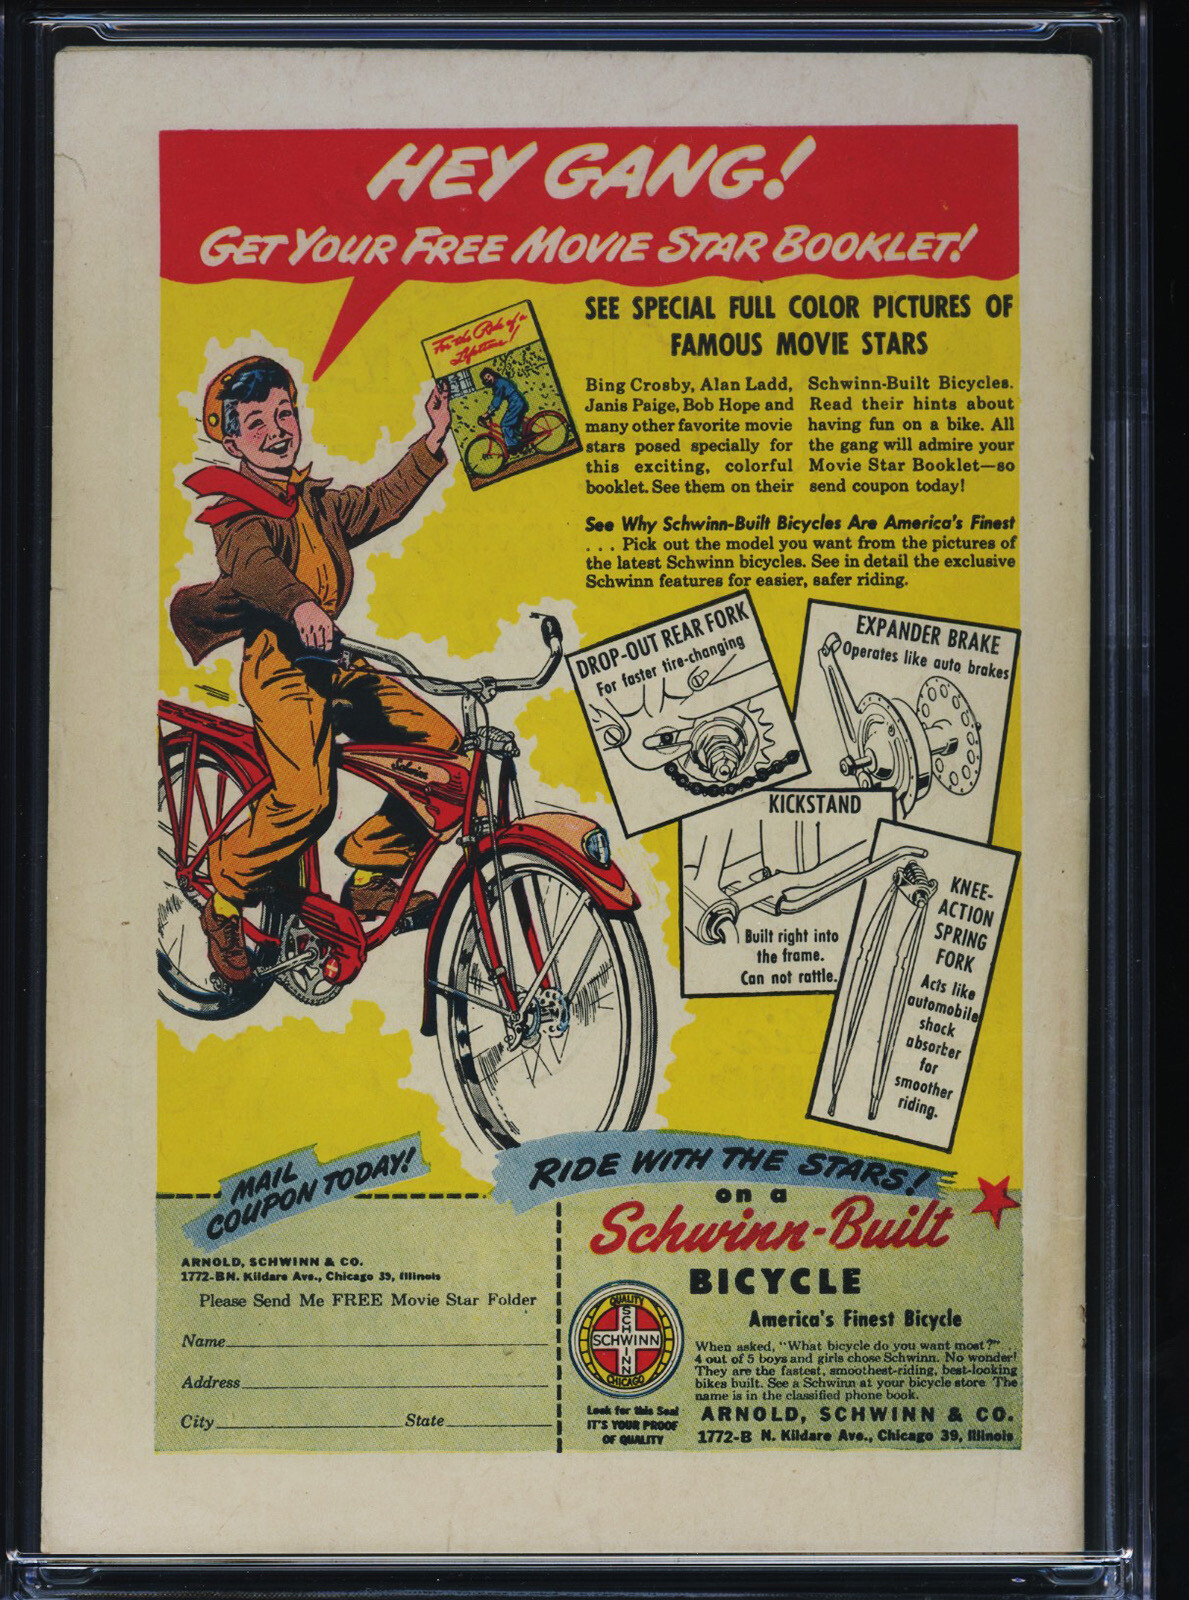 HEY GANG!
GET YOUR FREE MOVIE STAR BOOKLET!
For the Ride of a
Lifetime!
SEE SPECIAL FULL COLOR PICTURES OF
FAMOUS MOVIE STARS
Bing Crosby, Alan Ladd,
Janis Paige, Bob Hope and
many other favorite movie
stars posed specially for
this exciting, colorful
booklet. See them on their
Schwinn-Built Bicycles.
Read their hints about
having fun on a bike. All
the gang will admire your
Movie Star Booklet—so
send coupon today!
See Why Schwinn-Built Bicycles Are America's Finest
. . . Pick out the model you want from the pictures of
the latest Schwinn bicycles. See in detail the exclusive
Schwinn features for easier, safer riding.
DROP-OUT REAR FORK
For faster tire-changing
EXPANDER BRAKE
Operates like auto brakes
KICKSTAND
Built right into
the frame.
Can not rattle.
KNEE-
ACTION
SPRING
FORK
Acts like
automobile
shock
absorber
for
smoother
riding.
Schwinn
MAIL
COUPON TODAY!
ARNOLD, SCHWINN & CO.
1772-BN. Kildare Ave., Chicago 39, Illinois
Please Send Me FREE Movie Star Folder
Name
Address
City State
RIDE WITH THE STARS!
on a
Schwinn-Built
BICYCLE
America's Finest Bicycle
QUALITY
SCHWINN
SCHWINN
CHICAGO
Look for this Seal
IT'S YOUR PROOF
OF QUALITY
When asked, "What bicycle do you want most?" . .
4 out of 5 boys and girls chose Schwinn. No wonder!
They are the fastest, smoothest-riding, best-looking
bikes built. See a Schwinn at your bicycle store. The
name is in the classified phone book.
ARNOLD, SCHWINN & CO.
1772-B N. Kildare Ave., Chicago 39, Illinois